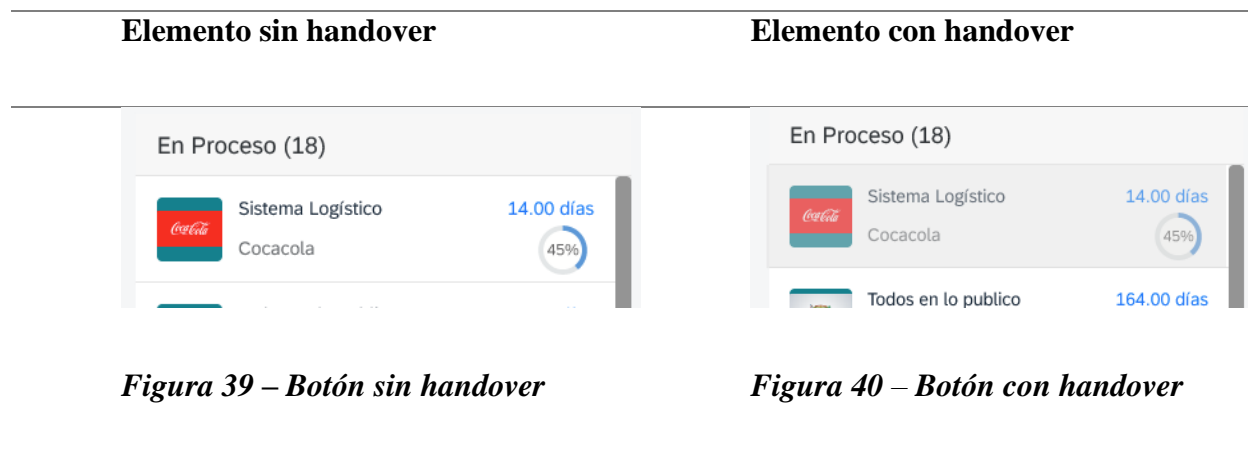 Elemento sin handover
Elemento con handover
En Proceso (18)
Coca-Cola
Sistema Logístico
14.00 días
Cocacola
45%
En Proceso (18)
Coca-Cola
Sistema Logístico
14.00 días
Cocacola
45%
Todos en lo publico
164.00 días
Figura 39 – Botón sin handover
Figura 40 – Botón con handover